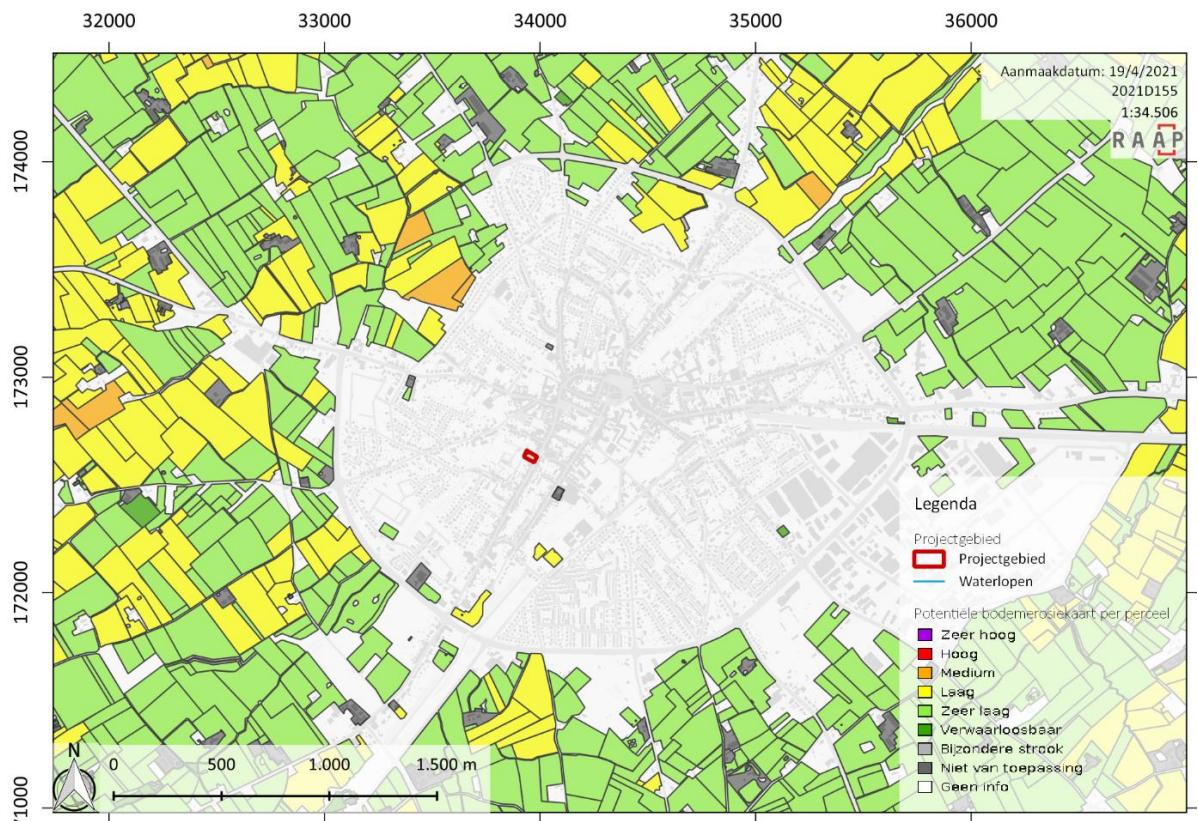 32000 33000 34000 35000 36000
Aanmaakdatum: 19/4/2021
2021D155
1:34.506
RAAP
174000
173000
172000
171000
Legenda
Projectgebied
Projectgebied
Waterlopen
Potentiële bodemerosiekaart per perceel
Zeer hoog
Hoog
Medium
Laag
Zeer laag
Verwaarloosbaar
Bijzondere strook
Niet van toepassing
Geen info
N
0 500 1.000 1.500 m